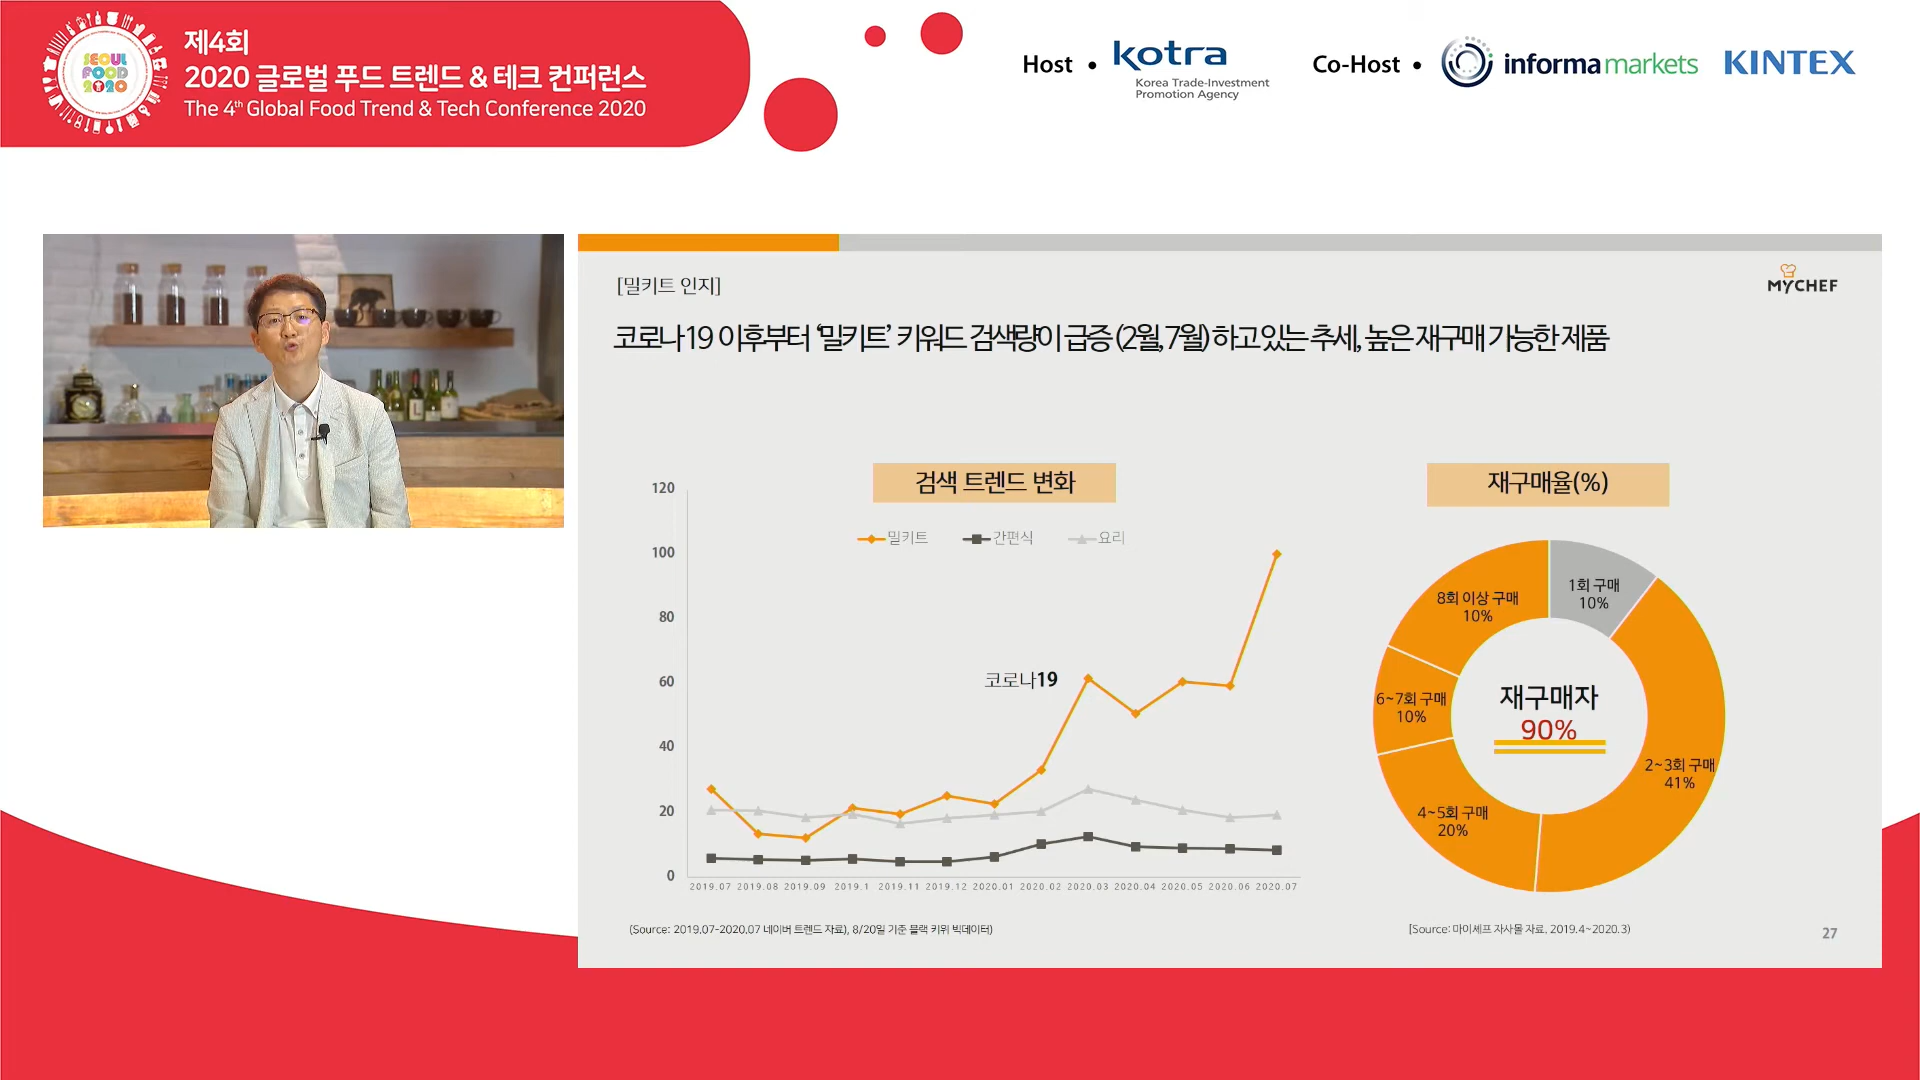 SEOUL
FOOD
2020
제4회
2020 글로벌 푸드 트렌드 & 테크 컨퍼런스
The 4th Global Food Trend & Tech Conference 2020
Host • kotra
Korea Trade-Investment
Promotion Agency
Co-Host • informa markets KINTEX
[밀키트 인지]
MYCHEF
코로나19 이후부터 ‘밀키트’ 키워드 검색량이 급증 (2월, 7월) 하고 있는 추세, 높은 재구매 가능한 제품
검색 트렌드 변화
밀키트 간편식 요리
120
100
80
60
40
20
0
코로나19
2019.07 2019.08 2019.09 2019.1 2019.11 2019.12 2020.01 2020.02 2020.03 2020.04 2020.05 2020.06 2020.07
(Source: 2019.07-2020.07 네이버 트렌드 자료), 8/20일 기준 블랙 키위 빅데이터)
재구매율(%)
1회 구매
10%
2~3회 구매
41%
4~5회 구매
20%
6~7회 구매
10%
8회 이상 구매
10%
재구매자
90%
[Source: 마이셰프 자사몰 자료, 2019.4~2020.3)
27